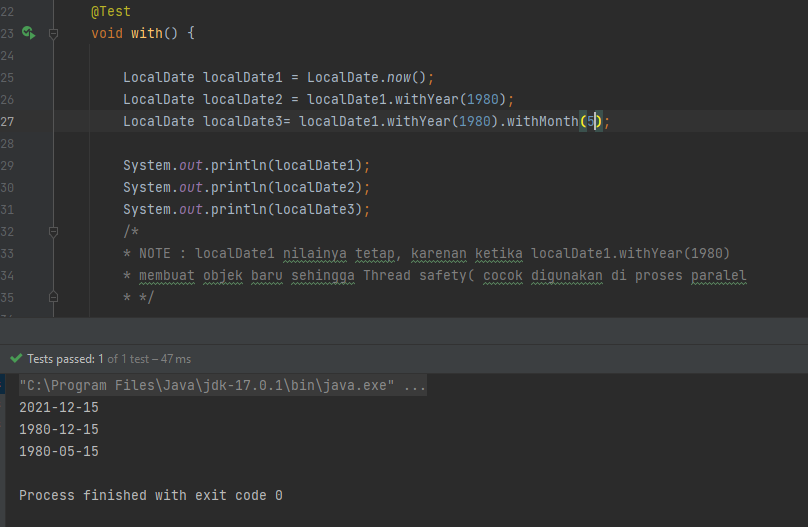 22 @Test
23 void with() {
24
25 LocalDate localDate1 = LocalDate.now();
26 LocalDate localDate2 = localDate1.withYear(1980);
27 LocalDate localDate3= localDate1.withYear(1980).withMonth(5);
28
29 System.out.println(localDate1);
30 System.out.println(localDate2);
31 System.out.println(localDate3);
32 /*
33 * NOTE : localDate1 nilainya tetap, karenan ketika localDate1.withYear(1980)
34 * membuat objek baru sehingga Thread safety( cocok digunakan di proses paralel
35 * */
Tests passed: 1 of 1 test – 47 ms
"C:\Program Files\Java\jdk-17.0.1\bin\java.exe" ...
2021-12-15
1980-12-15
1980-05-15
Process finished with exit code 0